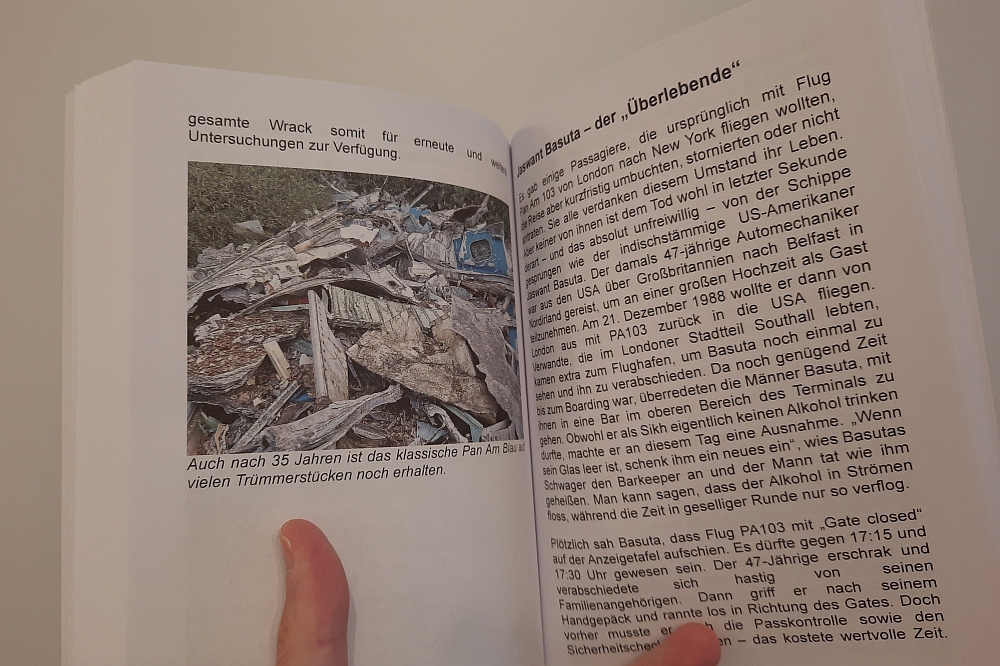 gesamte Wrack somit für erneute und weitere
Untersuchungen zur Verfügung.
Auch nach 35 Jahren ist das klassische Pan Am Blau auf
vielen Trümmerstücken noch erhalten.
Jaswant Basuta – der „Überlebende“
Es gab einige Passagiere, die ursprünglich mit Flug
Pan Am 103 von London nach New York fliegen wollten,
die Reise aber kurzfristig umbuchten, stornierten oder nicht
antraten. Sie alle verdanken diesem Umstand ihr Leben.
Aber keiner von ihnen ist dem Tod wohl in letzter Sekunde
derart – und das absolut unfreiwillig – von der Schippe
gesprungen wie der indischstämmige US-Amerikaner
Jaswant Basuta. Der damals 47-jährige Automechaniker
war aus den USA über Großbritannien nach Belfast in
Nordirland gereist, um an einer großen Hochzeit als Gast
teilzunehmen. Am 21. Dezember 1988 wollte er dann von
London aus mit PA103 zurück in die USA fliegen.
Verwandte, die im Londoner Stadtteil Southall lebten,
kamen extra zum Flughafen, um Basuta noch einmal zu
sehen und ihn zu verabschieden. Da noch genügend Zeit
bis zum Boarding war, überredeten die Männer Basuta, mit
ihnen in eine Bar im oberen Bereich des Terminals zu
gehen. Obwohl er als Sikh eigentlich keinen Alkohol trinken
durfte, machte er an diesem Tag eine Ausnahme. „Wenn
sein Glas leer ist, schenk ihm ein neues ein“, wies Basutas
Schwager den Barkeeper an und der Mann tat wie ihm
geheißen. Man kann sagen, dass der Alkohol in Strömen
floss, während die Zeit in geselliger Runde nur so verflog.
Plötzlich sah Basuta, dass Flug PA103 mit „Gate closed“
auf der Anzeigetafel aufschien. Es dürfte gegen 17:15 und
17:30 Uhr gewesen sein. Der 47-Jährige erschrak und
verabschiedete sich hastig von seinen
Familienangehörigen. Dann griff er nach seinem
Handgepäck und rannte los in Richtung des Gates. Doch
vorher musste er die Passkontrolle sowie den
– das kostete wertvolle Zeit.